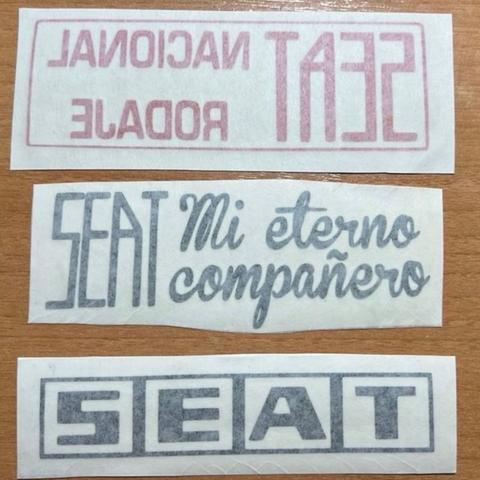 SEAT NACIONAL
RODAJE
SEAT Mi eterno
compañero
SEAT